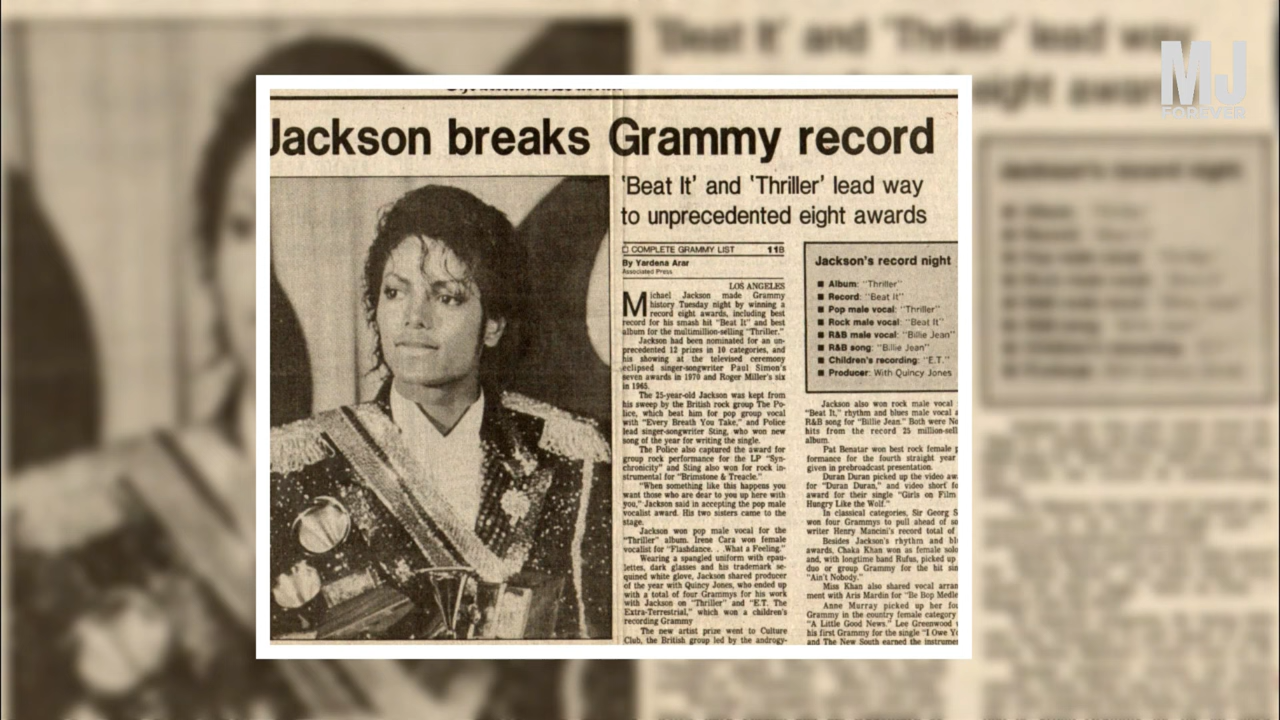 MJ
FOREVER
Jackson breaks Grammy record
'Beat It' and 'Thriller' lead way
to unprecedented eight awards
COMPLETE GRAMMY LIST 11B
By Yardena Arar
Associated Press
LOS ANGELES
Michael Jackson made Grammy
history Tuesday night by winning a
record eight awards, including best
record for his smash hit "Beat It" and best
album for the multimillion-selling "Thriller."
Jackson had been nominated for an un-
precedented 12 prizes in 10 categories, and
his showing at the televised ceremony
eclipsed singer-songwriter Paul Simon's
seven awards in 1970 and Roger Miller's six
in 1965.
The 25-year-old Jackson was kept from
his sweep by the British rock group The Po-
lice, which beat him for pop group vocal
with "Every Breath You Take," and Police
lead singer-songwriter Sting, who won new
song of the year for writing the single.
The Police also captured the award for
group rock performance for the LP "Syn-
chronicity" and Sting also won for rock in-
strumental for "Brimstone & Treacle."
"When something like this happens you
want those who are dear to you up here with
you," Jackson said in accepting the pop male
vocalist award. His two sisters came to the
stage.
Jackson won pop male vocal for the
"Thriller" album. Irene Cara won female
vocalist for "Flashdance. . .What a Feeling."
Wearing a spangled uniform with epau-
lettes, dark glasses and his trademark se-
quined white glove, Jackson shared producer
of the year with Quincy Jones, who ended up
with a total of four Grammys for his work
with Jackson on "Thriller" and "E.T. The
Extra-Terrestrial," which won a children's
recording Grammy
The new artist prize went to Culture
Club, the British group led by the androgy-
Jackson's record night
■ Album: "Thriller"
■ Record: "Beat It"
■ Pop male vocal: "Thriller"
■ Rock male vocal: "Beat It"
■ R&B male vocal: "Billie Jean"
■ R&B song: "Billie Jean"
■ Children's recording: "E.T."
■ Producer: With Quincy Jones
Jackson also won rock male vocal
"Beat It," rhythm and blues male vocal a
R&B song for "Billie Jean." Both were No
hits from the record 25 million-sell
album.
Pat Benatar won best rock female p
formance for the fourth straight year
given in prebroadcast presentation.
Duran Duran picked up the video aw
for "Duran Duran," and video short fo
award for their single "Girls on Film
Hungry Like the Wolf."
In classical categories, Sir Georg S
won four Grammys to pull ahead of so
writer Henry Mancini's record total of
Besides Jackson's rhythm and bl
awards, Chaka Khan won as female solo
and, with longtime band Rufus, picked up
duo or group Grammy for the hit sin
"Ain't Nobody."
Miss Khan also shared vocal arran
ment with Aris Mardin for "Be Bop Medle
Anne Murray picked up her fou
Grammy in the country female category
"A Little Good News." Lee Greenwood
his first Grammy for the single "I Owe Y
and The New South earned the instrume